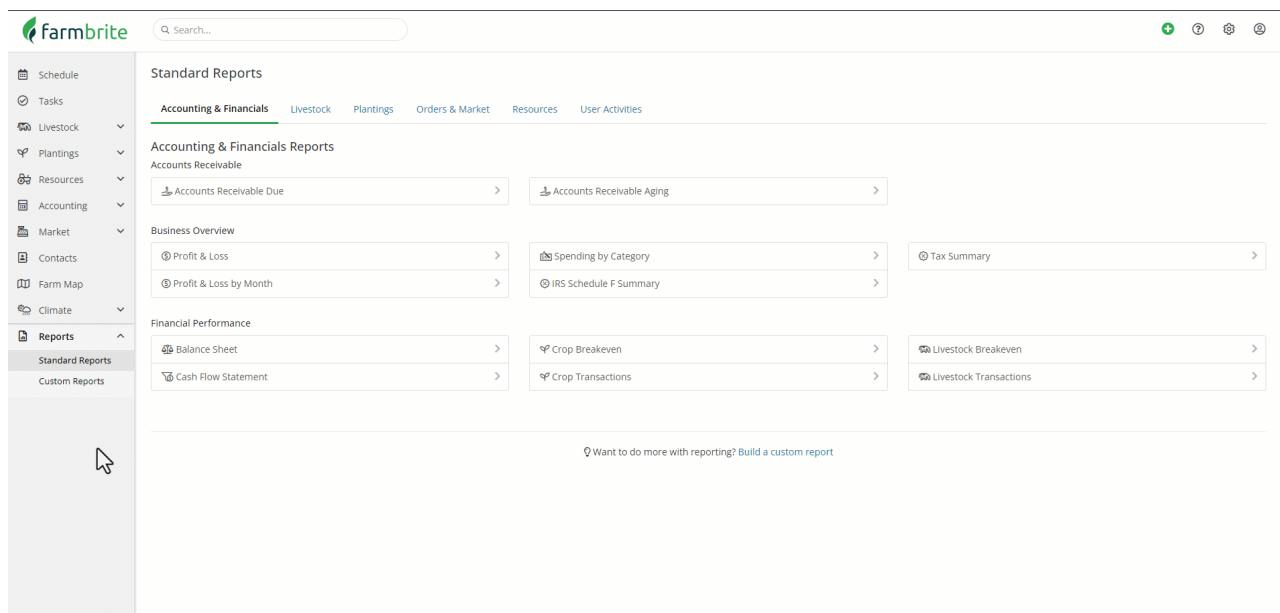 farmbrite
Search...
Schedule
Tasks
Livestock
Plantings
Resources
Accounting
Market
Contacts
Farm Map
Climate
Reports
Standard Reports
Custom Reports
Standard Reports
Accounting & Financials Livestock Plantings Orders & Market Resources User Activities
Accounting & Financials Reports
Accounts Receivable
Accounts Receivable Due Accounts Receivable Aging
Business Overview
Profit & Loss Spending by Category Tax Summary
Profit & Loss by Month IRS Schedule F Summary
Financial Performance
Balance Sheet Crop Breakeven Livestock Breakeven
Cash Flow Statement Crop Transactions Livestock Transactions
Want to do more with reporting? Build a custom report